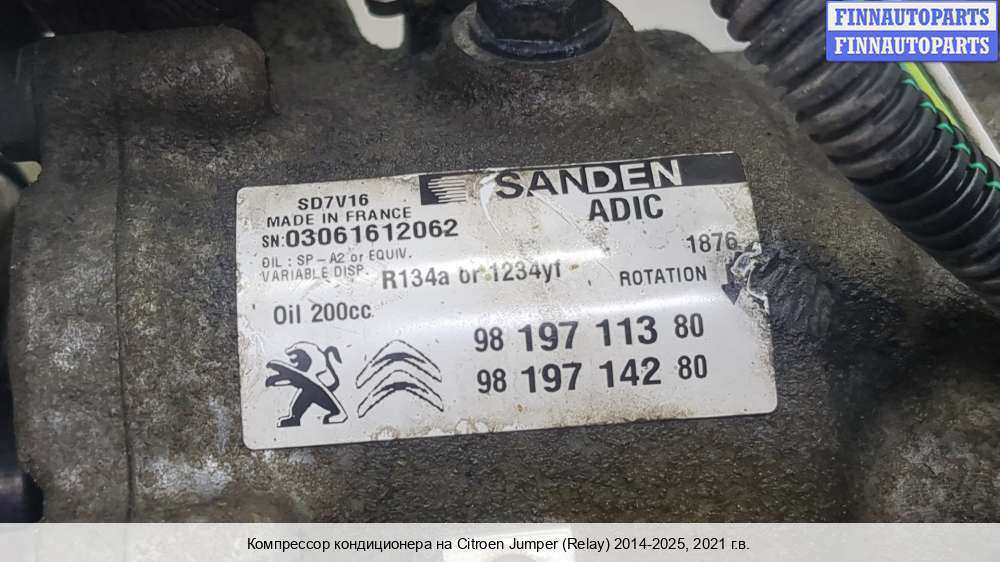 FINNAUTOPARTS
FINNAUTOPARTS
SANDEN
SD7V16
ADIC
MADE IN FRANCE
SN:03061612062
1876
OIL : SP - A2 or EQUIV.
VARIABLE DISP.
R134a or 1234yf
ROTATION
Oil 200cc
98 197 113 80
98 197 142 80
Компрессор кондиционера на Citroen Jumper (Relay) 2014-2025, 2021 г.в.